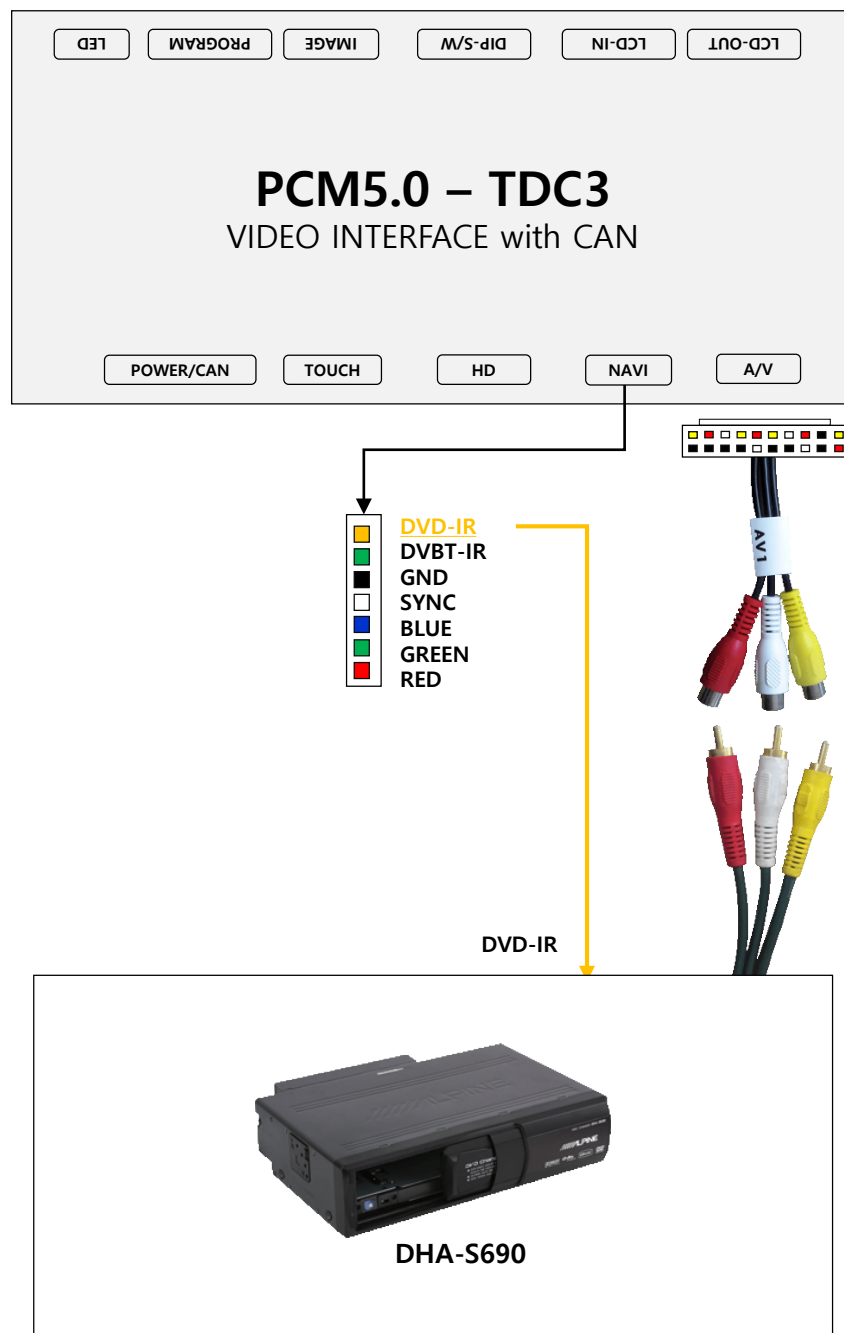 LED
PROGRAM
IMAGE
DIP-S/W
LCD-IN
LCD-OUT
PCM5.0 – TDC3
VIDEO INTERFACE with CAN
POWER/CAN
TOUCH
HD
NAVI
A/V
DVD-IR
DVBT-IR
GND
SYNC
BLUE
GREEN
RED
AV1
DVD-IR
ALPINE
ALPINE
DHA-S690